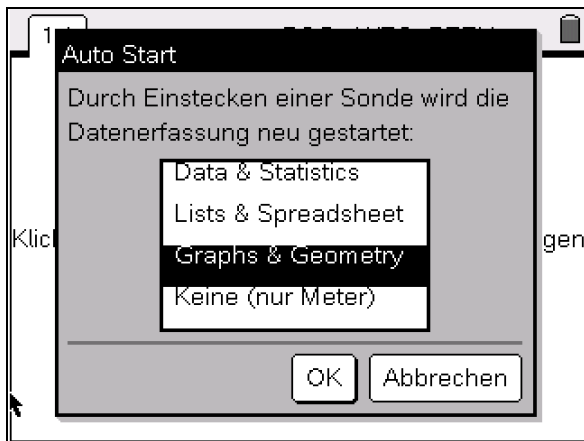 Auto Start
Durch Einstecken einer Sonde wird die
Datenerfassung neu gestartet:
Data & Statistics
Lists & Spreadsheet
Graphs & Geometry
Keine (nur Meter)
OK Abbrechen